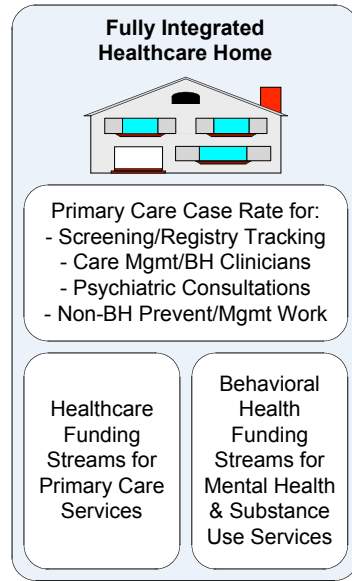 Fully Integrated
Healthcare Home
Primary Care Case Rate for:
- Screening/Registry Tracking
- Care Mgmt/BH Clinicians
- Psychiatric Consultations
- Non-BH Prevent/Mgmt Work
Healthcare
Funding
Streams for
Primary Care
Services
Behavioral
Health
Funding
Streams for
Mental Health
& Substance
Use Services